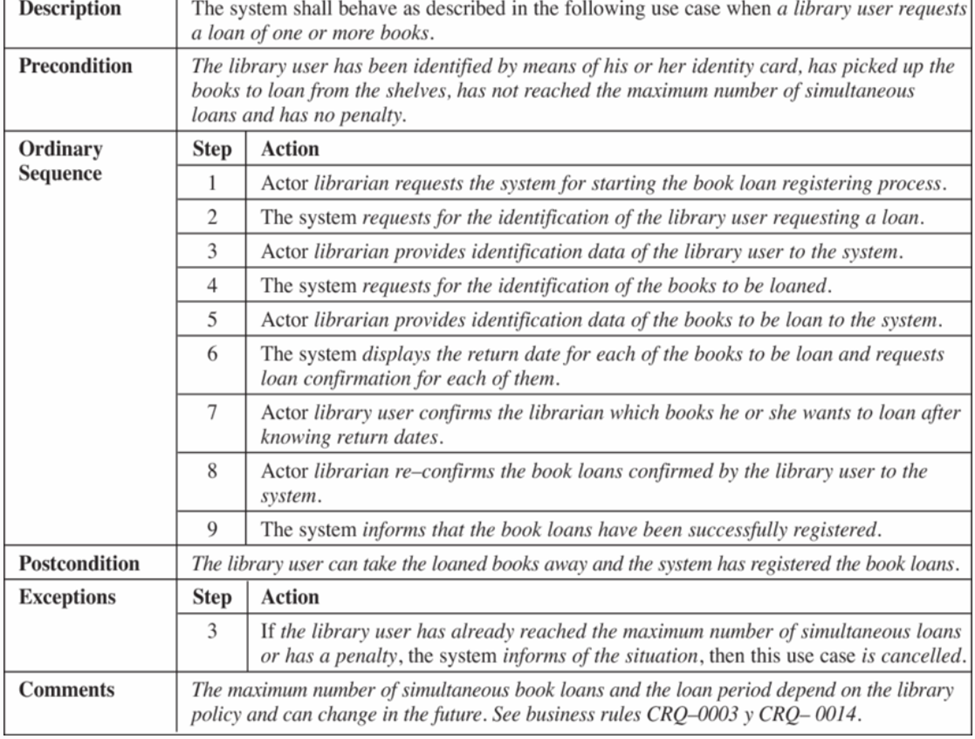 Description The system shall behave as described in the following use case when a library user requests
a loan of one or more books.
Precondition The library user has been identified by means of his or her identity card, has picked up the
books to loan from the shelves, has not reached the maximum number of simultaneous
loans and has no penalty.
Ordinary Step Action
Sequence
1 Actor librarian requests the system for starting the book loan registering process.
2 The system requests for the identification of the library user requesting a loan.
3 Actor librarian provides identification data of the library user to the system.
4 The system requests for the identification of the books to be loaned.
5 Actor librarian provides identification data of the books to be loan to the system.
6 The system displays the return date for each of the books to be loan and requests
loan confirmation for each of them.
7 Actor library user confirms the librarian which books he or she wants to loan after
knowing return dates.
8 Actor librarian re–confirms the book loans confirmed by the library user to the
system.
9 The system informs that the book loans have been successfully registered.
Postcondition The library user can take the loaned books away and the system has registered the book loans.
Exceptions Step Action
3 If the library user has already reached the maximum number of simultaneous loans
or has a penalty, the system informs of the situation, then this use case is cancelled.
Comments The maximum number of simultaneous book loans and the loan period depend on the library
policy and can change in the future. See business rules CRQ–0003 y CRQ– 0014.